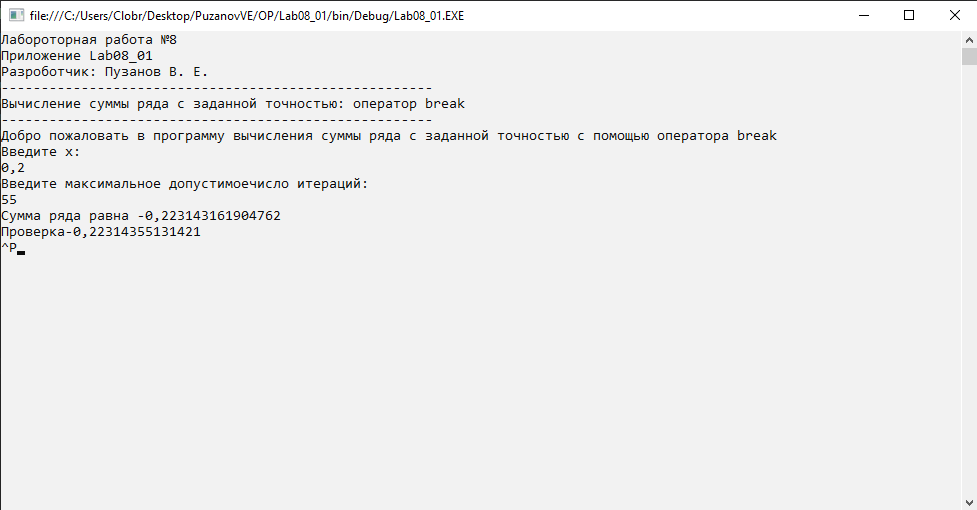 file:///C:/Users/Clobr/Desktop/PuzanovVE/OP/Lab08_01/bin/Debug/Lab08_01.EXE
Лабороторная работа №8
Приложение Lab08_01
Разроботчик: Пузанов В. Е.
------------------------------------------------------
Вычисление суммы ряда с заданной точностью: оператор break
------------------------------------------------------
Добро пожаловать в программу вычисления суммы ряда с заданной точностью с помощью оператора break
Введите x:
0,2
Введите максимальное допустимоечисло итераций:
55
Сумма ряда равна -0,223143161904762
Проверка-0,22314355131421
^P